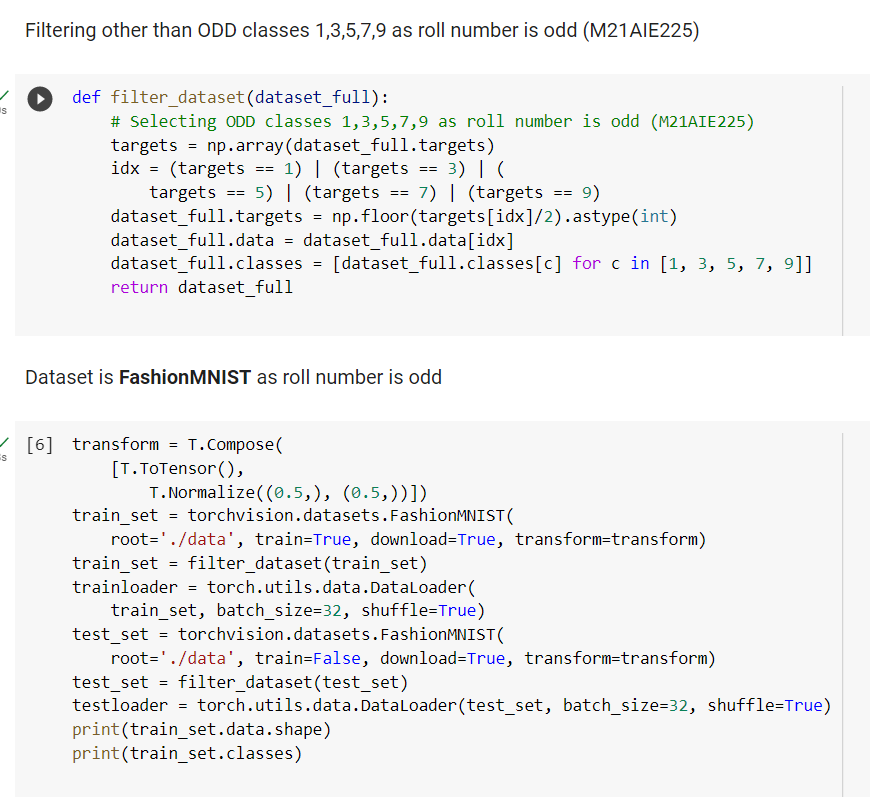 Filtering other than ODD classes 1,3,5,7,9 as roll number is odd (M21AIE225)
def filter_dataset(dataset_full):
    # Selecting ODD classes 1,3,5,7,9 as roll number is odd (M21AIE225)
    targets = np.array(dataset_full.targets)
    idx = (targets == 1) | (targets == 3) | (
        targets == 5) | (targets == 7) | (targets == 9)
    dataset_full.targets = np.floor(targets[idx]/2).astype(int)
    dataset_full.data = dataset_full.data[idx]
    dataset_full.classes = [dataset_full.classes[c] for c in [1, 3, 5, 7, 9]]
    return dataset_full
Dataset is FashionMNIST as roll number is odd
[6] transform = T.Compose(
    [T.ToTensor(),
        T.Normalize((0.5,), (0.5,))])
s
train_set = torchvision.datasets.FashionMNIST(
    root='./data', train=True, download=True, transform=transform)
train_set = filter_dataset(train_set)
trainloader = torch.utils.data.DataLoader(
    train_set, batch_size=32, shuffle=True)
test_set = torchvision.datasets.FashionMNIST(
    root='./data', train=False, download=True, transform=transform)
test_set = filter_dataset(test_set)
testloader = torch.utils.data.DataLoader(test_set, batch_size=32, shuffle=True)
print(train_set.data.shape)
print(train_set.classes)